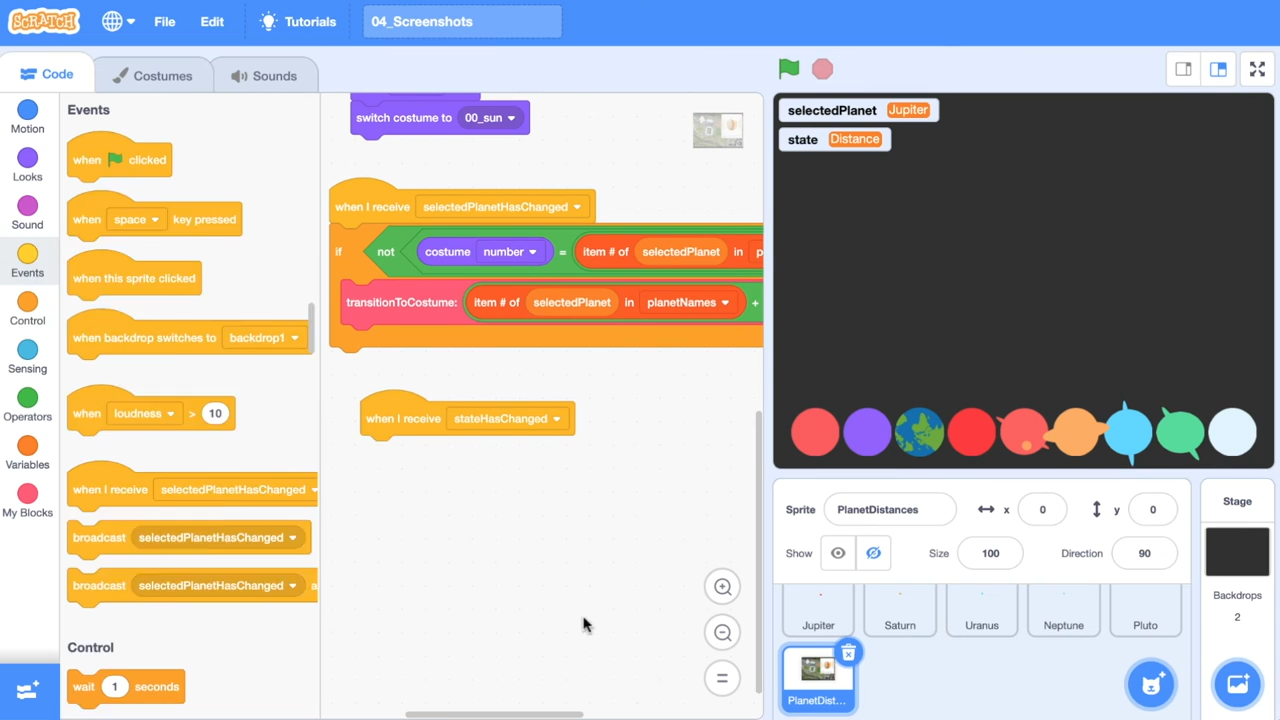 SCRATCH File Edit Tutorials 04_Screenshots
Code Costumes Sounds
Motion
Looks
Sound
Events
Control
Sensing
Operators
Variables
My Blocks
Events
when clicked
when space key pressed
when this sprite clicked
when backdrop switches to backdrop1
when loudness > 10
when I receive selectedPlanetHasChanged
broadcast selectedPlanetHasChanged
broadcast selectedPlanetHasChanged a
Control
wait 1 seconds
switch costume to 00_sun
when I receive selectedPlanetHasChanged
if not costume number = item # of selectedPlanet in p
transitionToCostume: item # of selectedPlanet in planetNames +
when I receive stateHasChanged
selectedPlanet Jupiter
state Distance
Sprite PlanetDistances x 0 y 0
Show Size 100 Direction 90
Jupiter Saturn Uranus Neptune Pluto
PlanetDist...
Stage
Backdrops
2